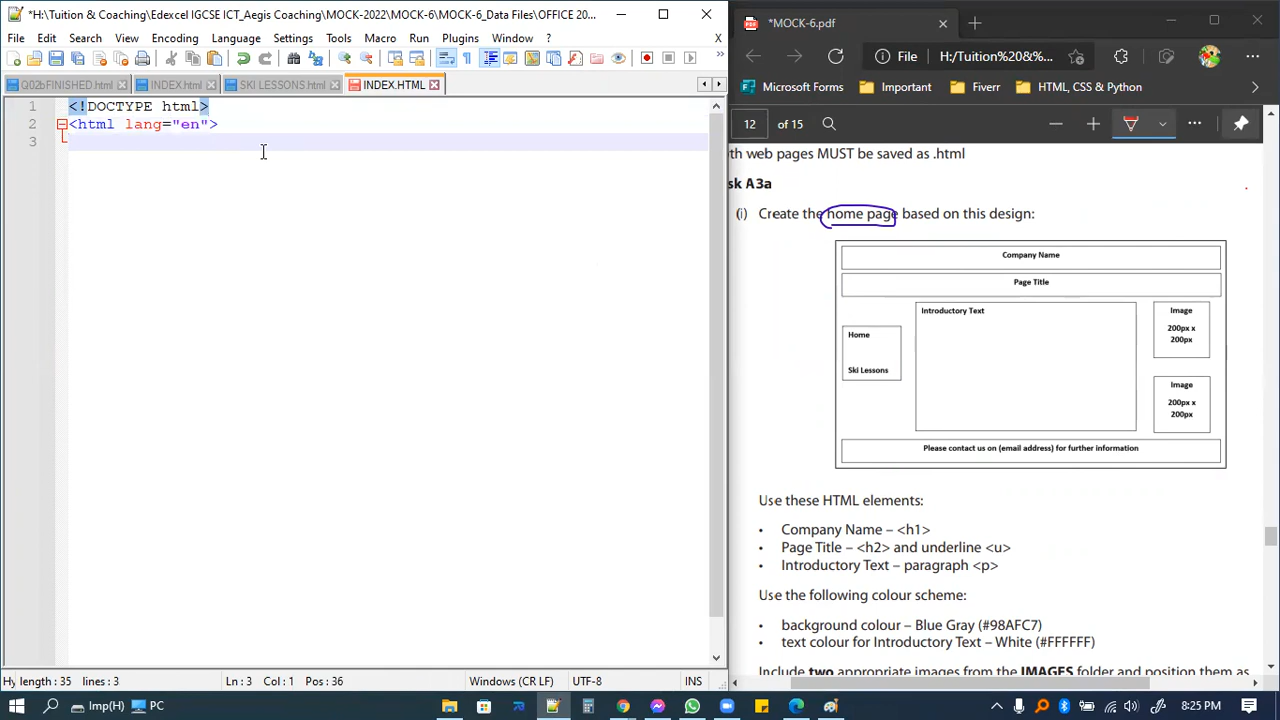 *H:\Tuition & Coaching\Edexcel IGCSE ICT_Aegis Coaching\MOCK-2022\MOCK-6\MOCK-6_Data Files\OFFICE 20...
File Edit Search View Encoding Language Settings Tools Macro Run Plugins Window ? X
Q02bFINISHED.html INDEX.html SKI LESSONS.html INDEX.HTML
1 <!DOCTYPE html>
2 <html lang="en">
3
Hy length : 35 lines : 3 Ln : 3 Col : 1 Pos : 36 Windows (CR LF) UTF-8 INS
*MOCK-6.pdf
File H:/Tuition%20&%...
Microsoft Forms Important Fiverr HTML, CSS & Python
12 of 15
th web pages MUST be saved as .html
sk A3a
(i) Create the home page based on this design:
Company Name
Page Title
Introductory Text
Home
Ski Lessons
Image
200px x
200px
Image
200px x
200px
Please contact us on (email address) for further information
Use these HTML elements:
• Company Name – <h1>
• Page Title – <h2> and underline <u>
• Introductory Text – paragraph <p>
Use the following colour scheme:
• background colour – Blue Gray (#98AFC7)
• text colour for Introductory Text – White (#FFFFFF)
Include two appropriate images from the IMAGES folder and position them as
Imp(H) PC 8:25 PM